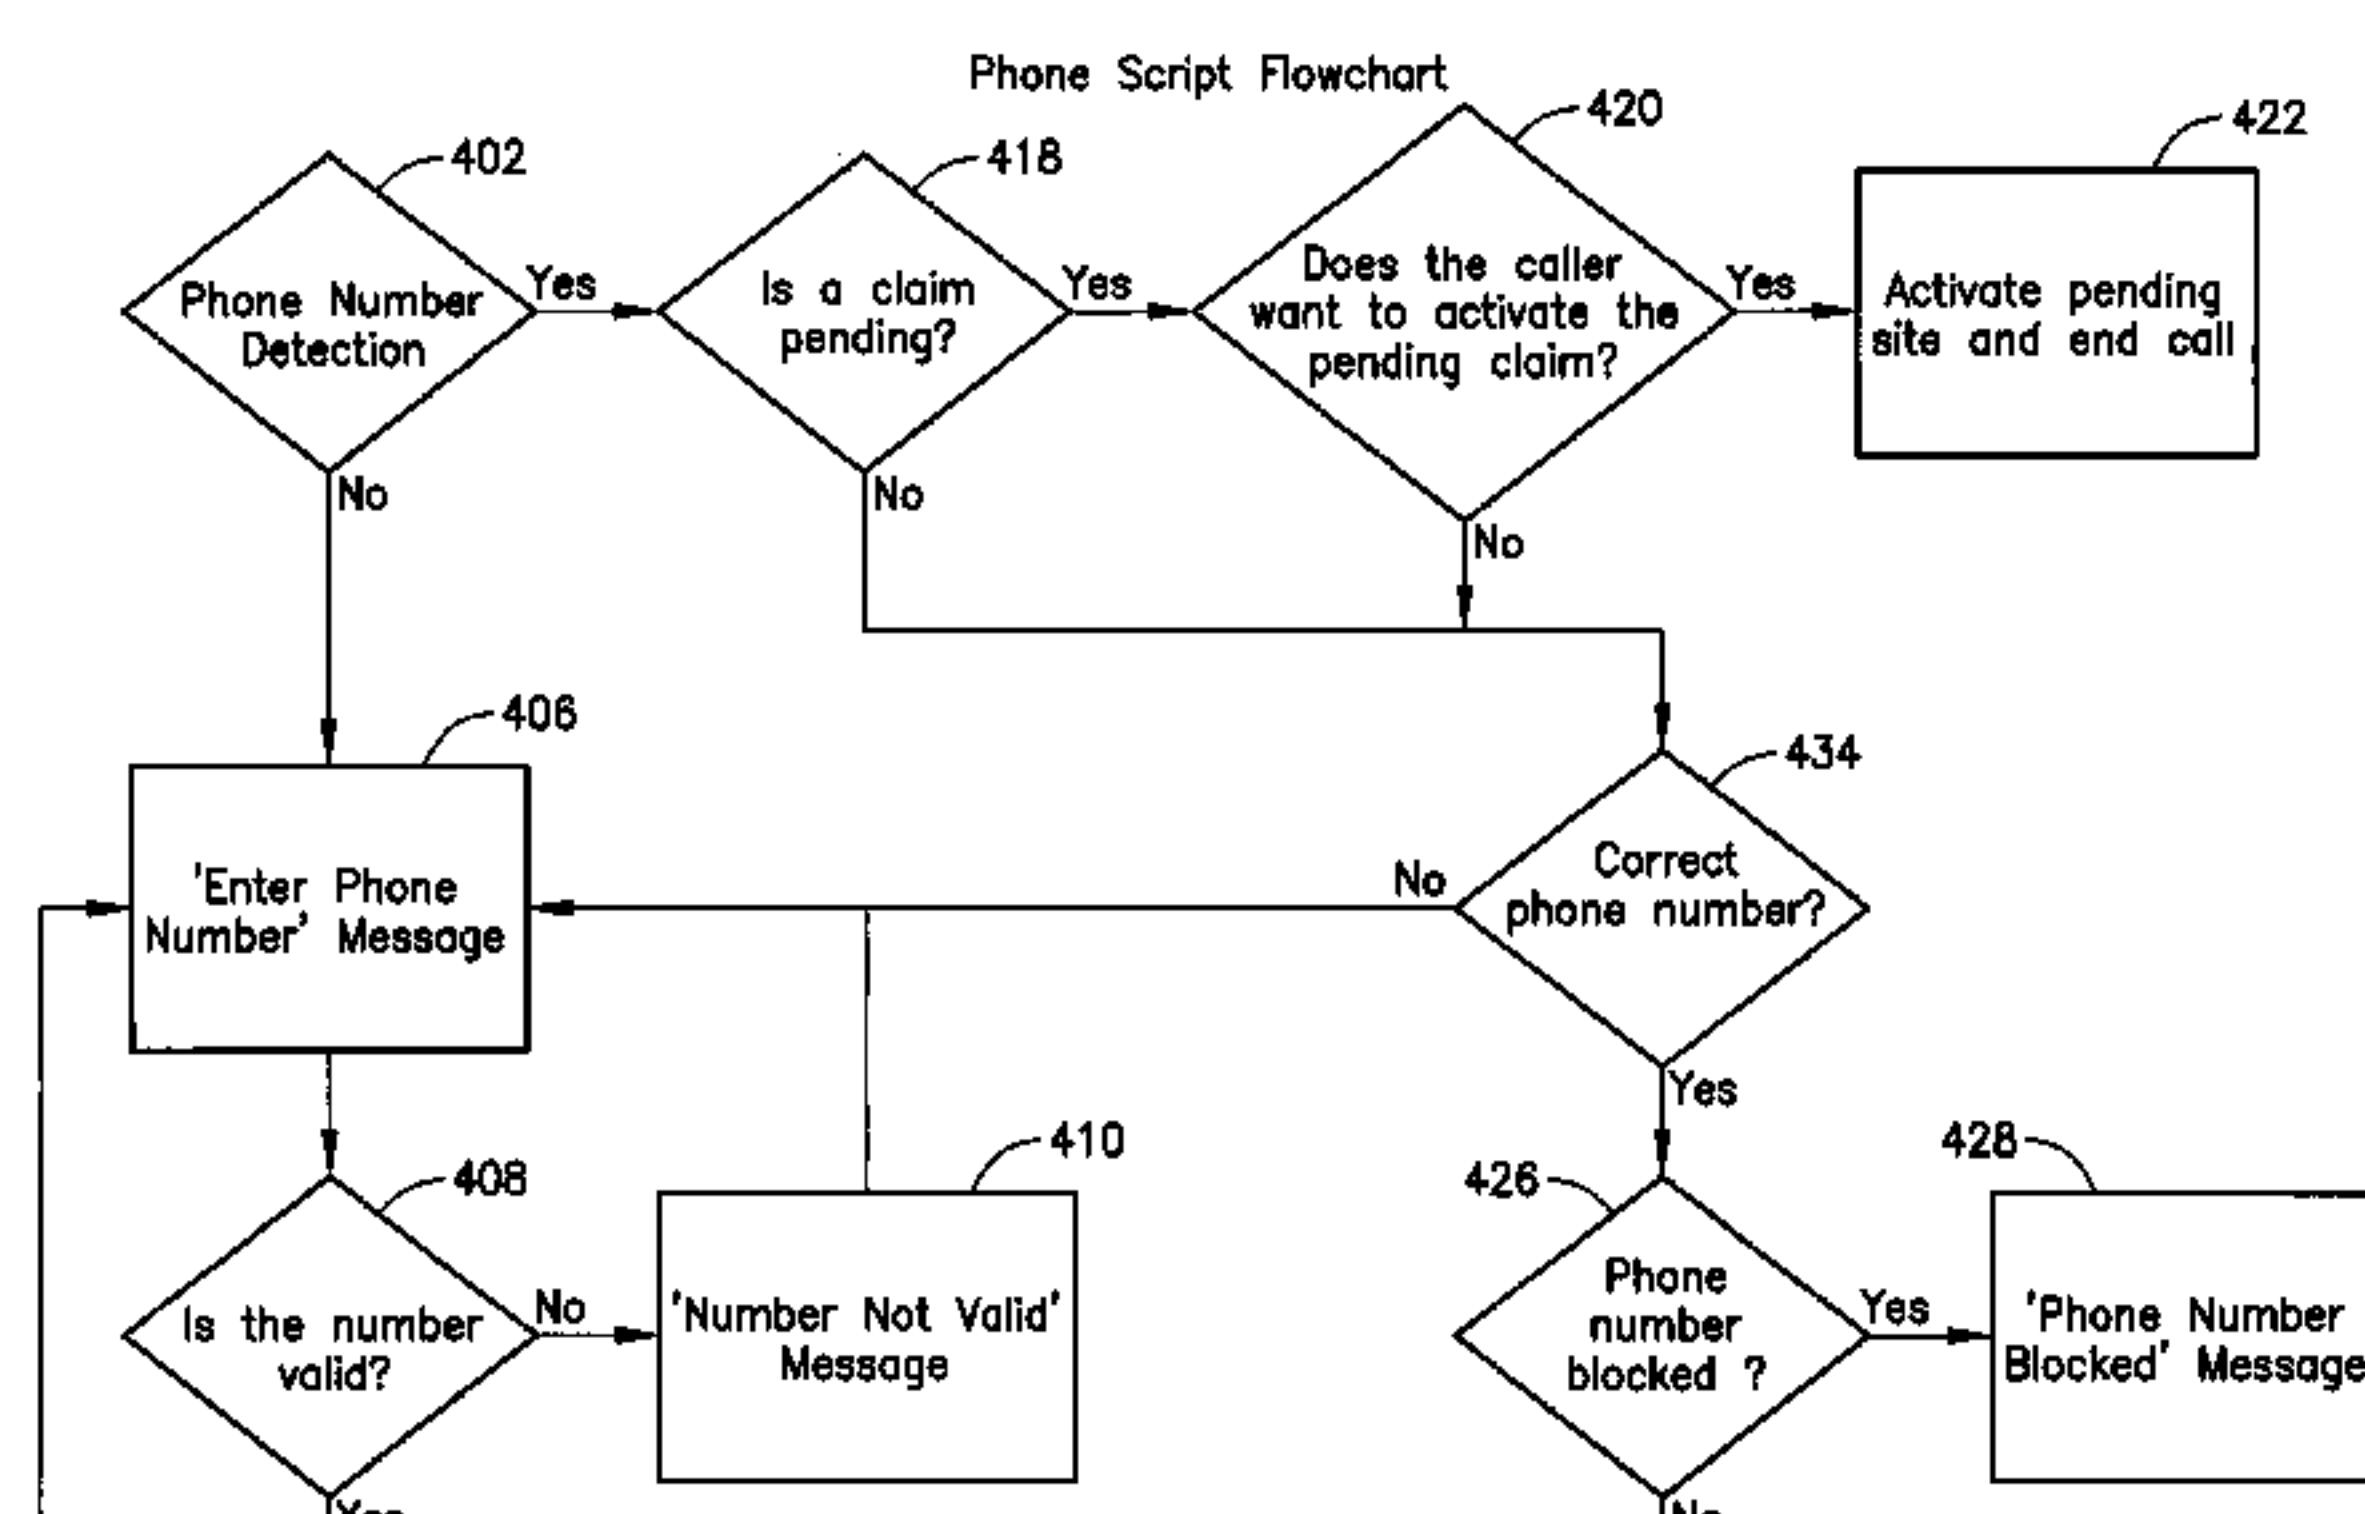 Phone Script Flowchart
402
418
420
422
Phone Number
Detection
Yes
Is a claim
pending?
Yes
Does the caller
want to activate the
pending claim?
Yes
Activate pending
site and end call
No
No
No
406
434
'Enter Phone
Number' Message
No
Correct
phone number?
Yes
408
410
426
428
Is the number
valid?
No
'Number Not Valid'
Message
Phone
number
blocked ?
Yes
'Phone Number
Blocked' Message
Yes
No